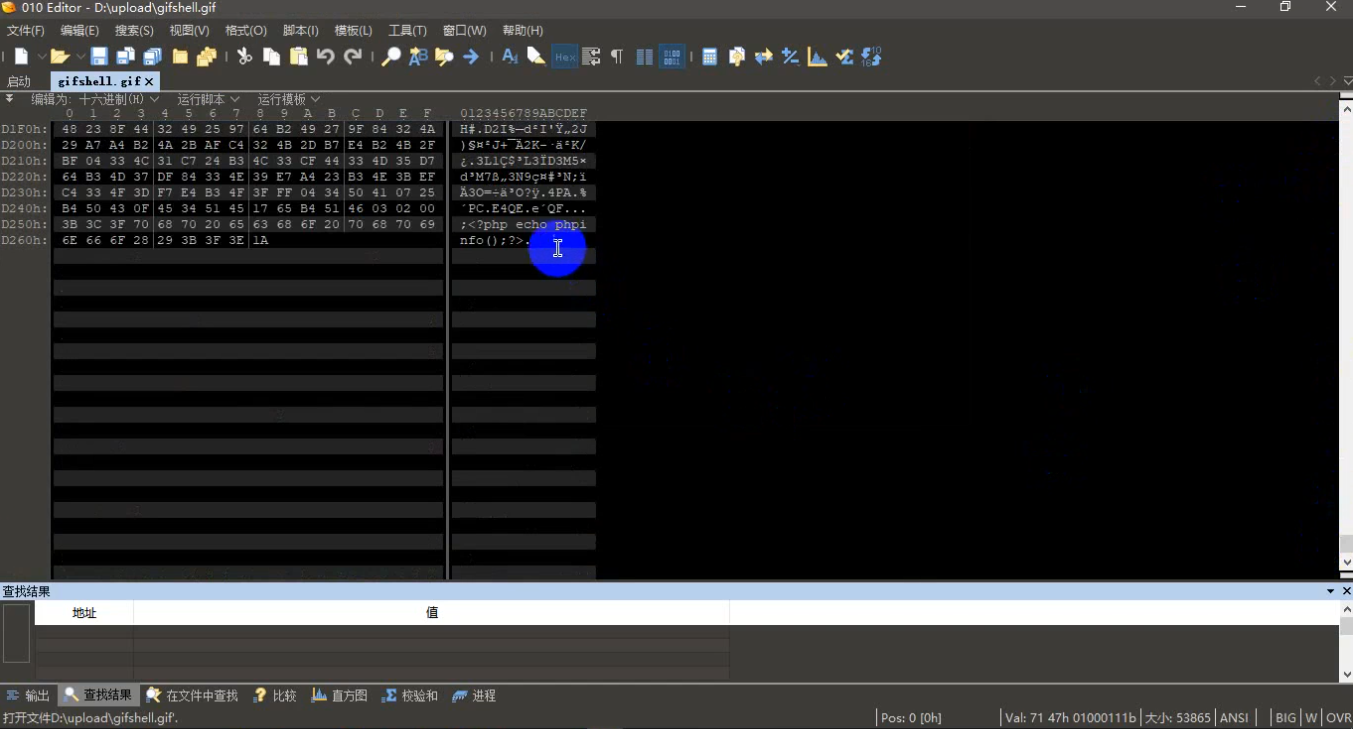 010 Editor - D:\upload\gifshell.gif
文件(F) 编辑(E) 搜索(S) 视图(V) 格式(O) 脚本(I) 模板(L) 工具(T) 窗口(W) 帮助(H)
启动 gifshell.gif
编辑为: 十六进制(H) 运行脚本 运行模板
0 1 2 3 4 5 6 7 8 9 A B C D E F 0123456789ABCDEF
D1F0h: 48 23 8F 44 32 49 25 97 64 B2 49 27 9F 84 32 4A H#.D2I%—d²I'Ÿ„2J
D200h: 29 A7 A4 B2 4A 2B AF C4 32 4B 2D B7 E4 B2 4B 2F )§¤²J+¯Ä2K-·ä²K/
D210h: BF 04 33 4C 31 C7 24 B3 4C 33 CF 44 33 4D 35 D7 ¿.3L1Ç$³L3ÏD3M5×
D220h: 64 B3 4D 37 DF 84 33 4E 39 E7 A4 23 B3 4E 3B EF d³M7ß„3N9ç¤#³N;ï
D230h: C4 33 4F 3D F7 E4 B3 4F 3F FF 04 34 50 41 07 25 Ä3O=÷ä³O?ÿ.4PA.%
D240h: B4 50 43 0F 45 34 51 45 17 65 B4 51 46 03 02 00 ´PC.E4QE.e´QF...
D250h: 3B 3C 3F 70 68 70 20 65 63 68 6F 20 70 68 70 69 ;<?php echo phpi
D260h: 6E 66 6F 28 29 3B 3F 3E 1A nfo();?>.
查找结果
地址 值
输出 查找结果 在文件中查找 比较 直方图 校验和 进程
打开文件D:\upload\gifshell.gif'. Pos: 0 [0h] Val: 71 47h 01000111b 大小: 53865 ANSI BIG W OVR